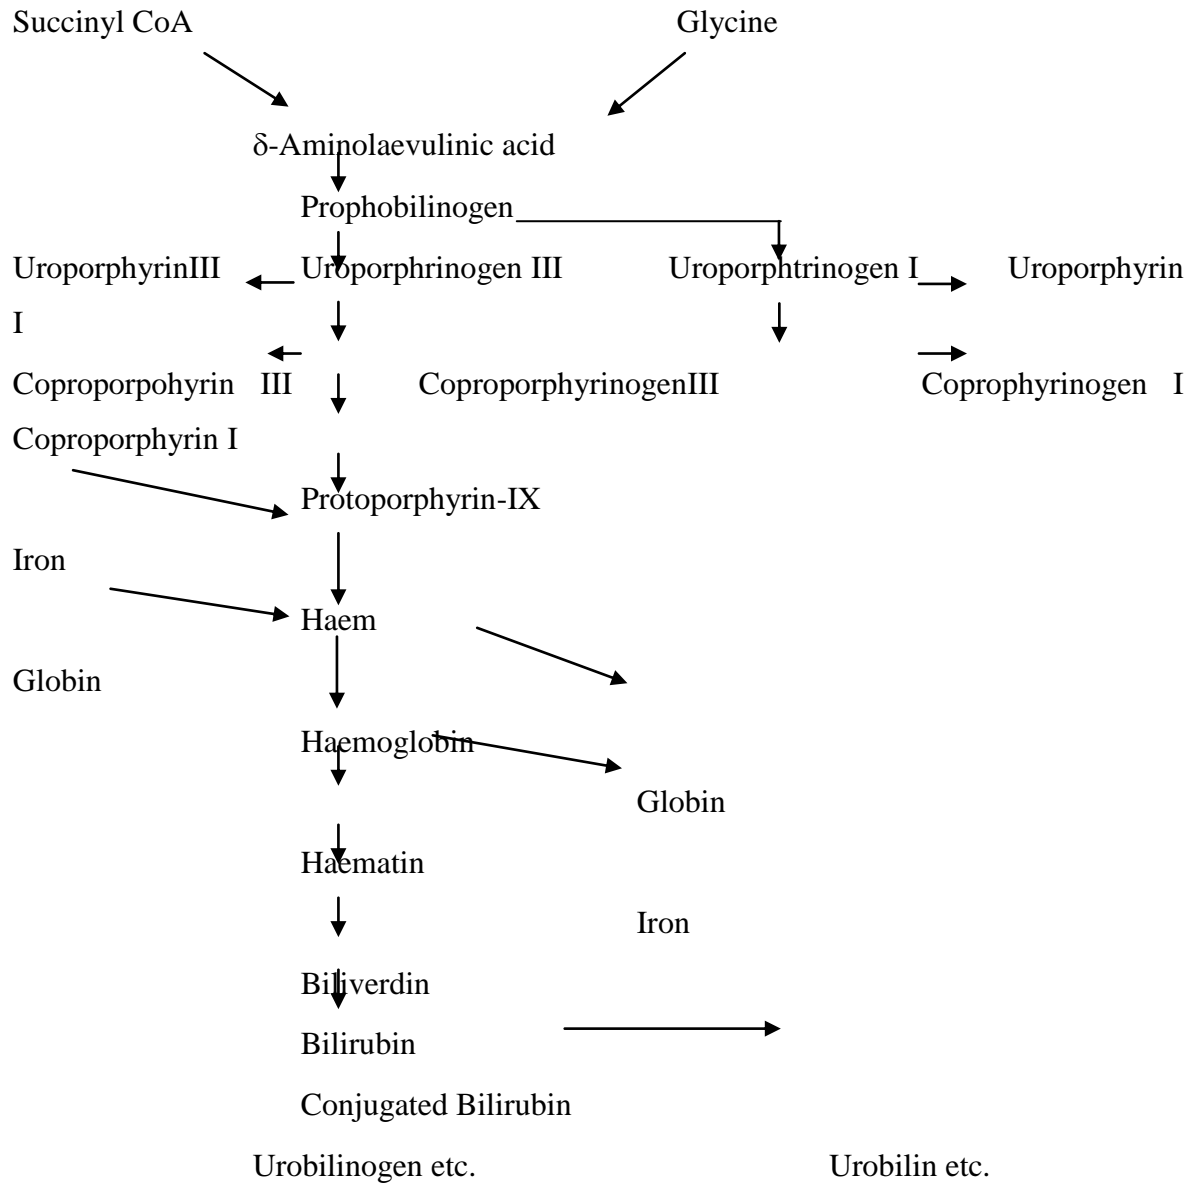 Succinyl CoA Glycine
δ-Aminolaevulinic acid
Prophobilinogen
UroporphyrinIII Uroporphrinogen III Uroporphtrinogen I Uroporphyrin
I
Coproporpohyrin III CoproporphyrinogenIII Coprophyrinogen I
Coproporphyrin I
Protoporphyrin-IX
Iron
Haem
Globin
Haemoglobin
Globin
Haematin
Iron
Biliverdin
Bilirubin
Conjugated Bilirubin
Urobilinogen etc. Urobilin etc.